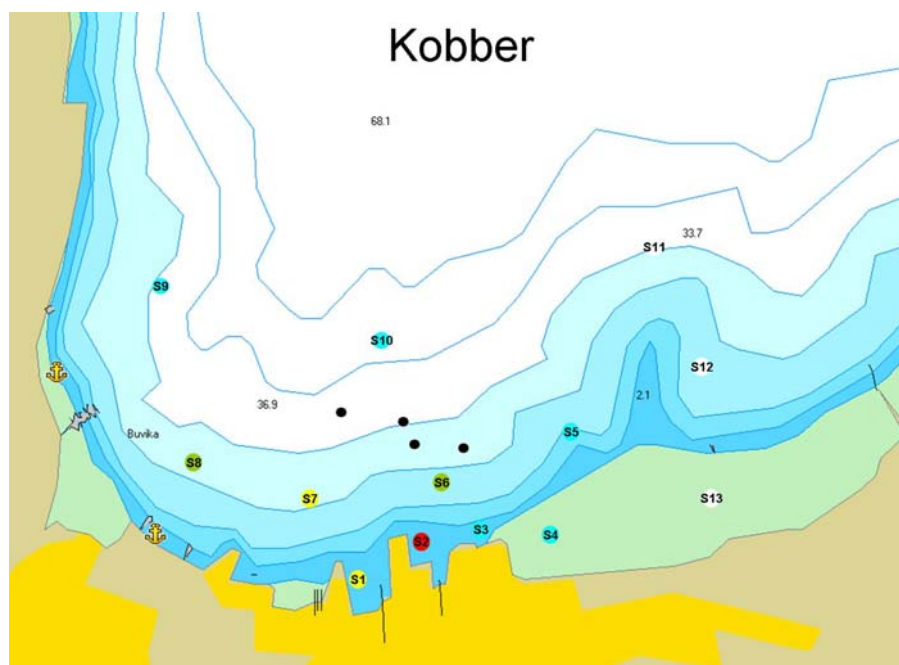 Kobber
68.1
33.7
S11
S9
S10
S12
2.1
36.9
Buvika
S5
S8
S6
S7
S13
S3
S4
S2
S1